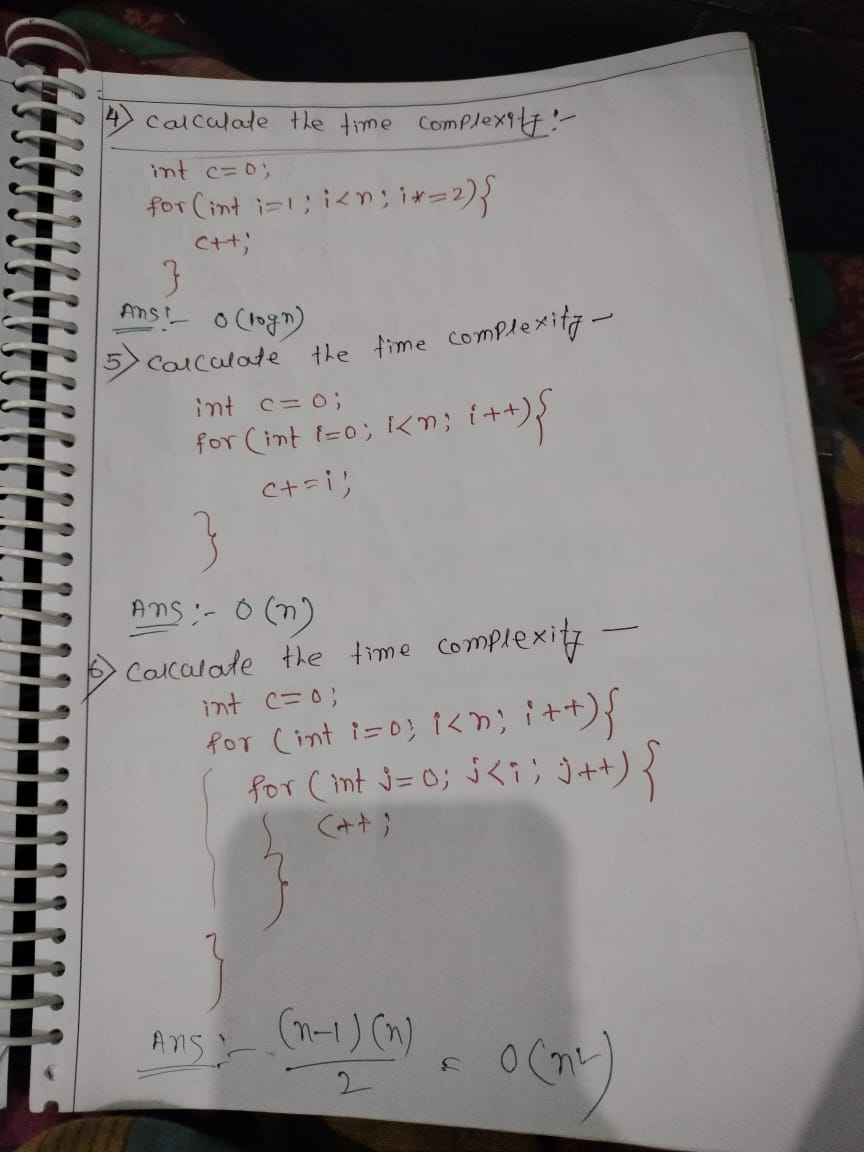 4) Calculate the time complexity :-
int c=0;
for(int i=1; i<n; i*=2){
c++;
}
Ans:- O(logn)
5) Calculate the time complexity -
int c=0;
for(int i=0; i<n; i++){
c+=i;
}
Ans:- O(n)
6) Calculate the time complexity -
int c=0;
for (int i=0; i<n; i++){
for (int j=0; j<i; j++){
c++;
}
}
Ans:- (n-1)(n)/2 = O(n²)